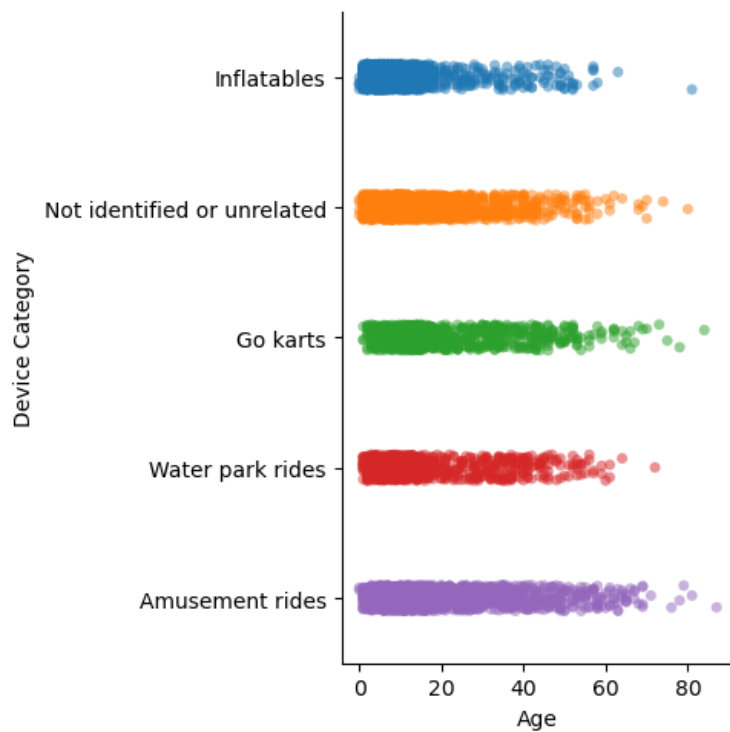 Inflatables
Not identified or unrelated
Go karts
Water park rides
Amusement rides
Device Category
0 20 40 60 80
Age